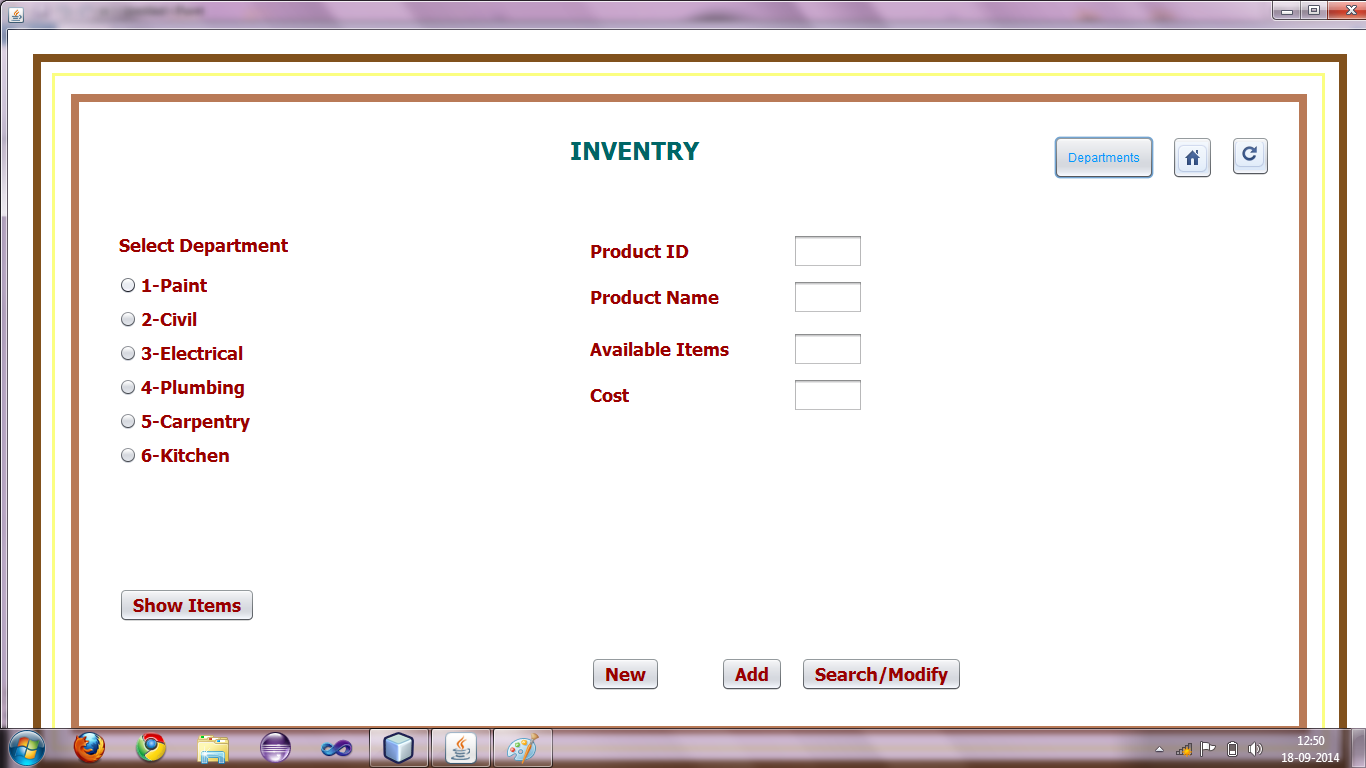 INVENTRY
Departments
Select Department
1-Paint
2-Civil
3-Electrical
4-Plumbing
5-Carpentry
6-Kitchen
Product ID
Product Name
Available Items
Cost
Show Items
New
Add
Search/Modify
12:50
18-09-2014